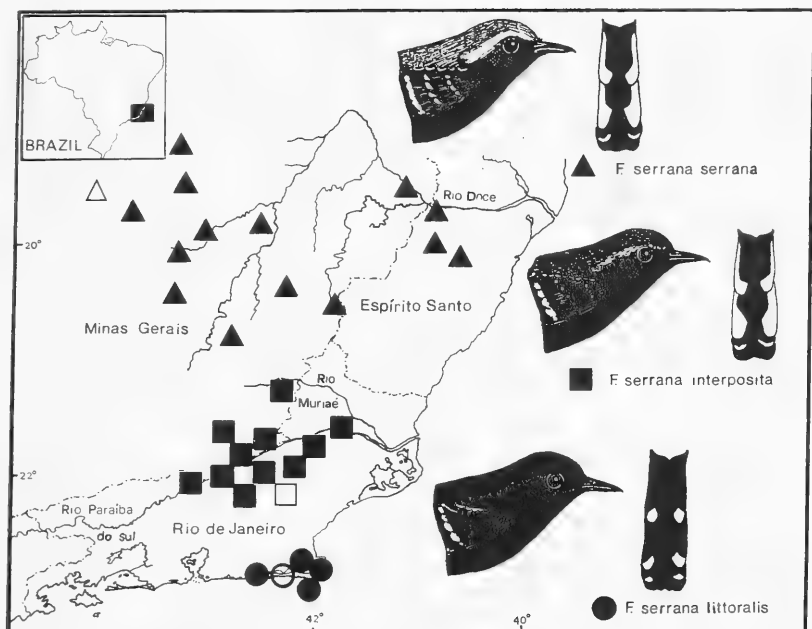 BRAZIL
F. serrana serrana
Rio Doce
20°
Espírito Santo
Minas Gerais
F. serrana interposita
Rio
Muriaé
22°
Rio Paraíba
do Sul
Rio de Janeiro
F. serrana littoralis
42°
40°